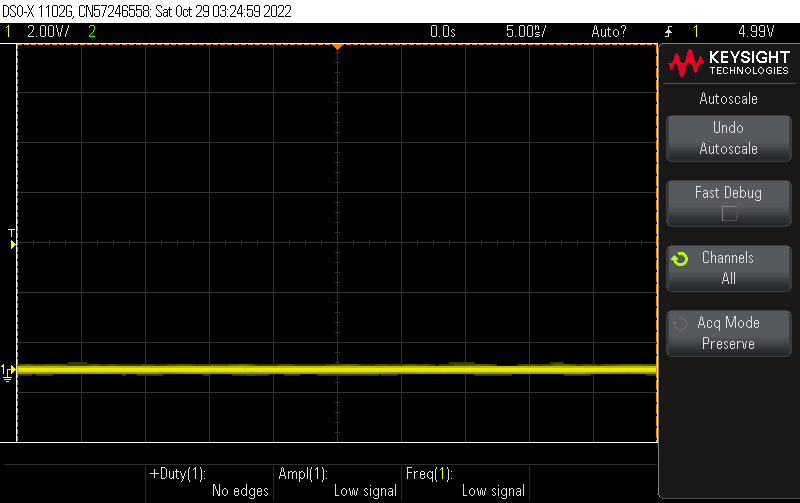 DSO-X 1102G, CN57246558: Sat Oct 29 03:24:59 2022
1 2.00V/ 2 0.0s 5.00ms/ Auto? 1 4.99V
KEYSIGHT
TECHNOLOGIES
Autoscale
Undo
Autoscale
Fast Debug
Channels
All
Acq Mode
Preserve
T
1
+Duty(1):
No edges
Ampl(1):
Low signal
Freq(1):
Low signal